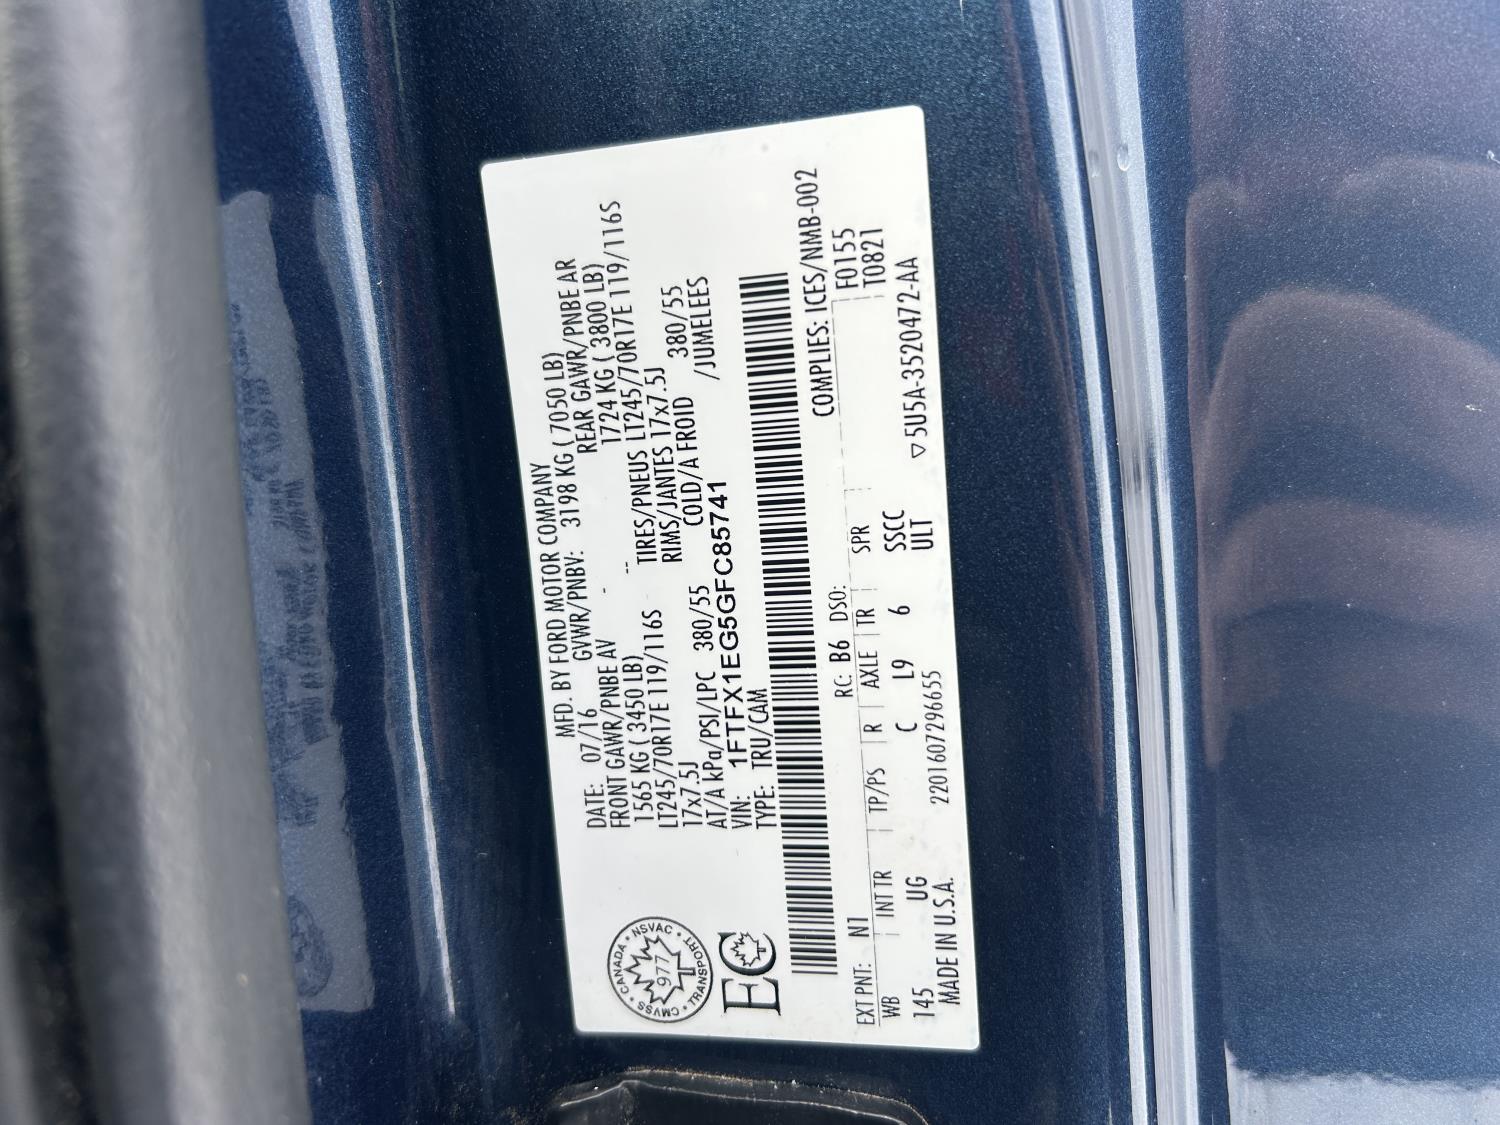 MFD. BY FORD MOTOR COMPANY
DATE: 07/16 GVWR/PNBV: 3198 KG ( 7050 LB)
FRONT GAWR/PNBE AV - REAR GAWR/PNBE AR
1565 KG ( 3450 LB) -- 1724 KG ( 3800 LB)
LT245/70R17E 119/116S TIRES/PNEUS LT245/70R17E 119/116S
17x7.5J RIMS/JANTES 17x7.5J
AT/A kPa/PSI/LPC 380/55 COLD/A FROID 380/55
VIN: 1FTFX1EG5GFC85741 /JUMELEES
TYPE: TRU/CAM
CANADA • NSVAC • TRANSPORT • CMVSS •
977
EC
COMPLIES: ICES/NMB-002
EXT PNT: N1 RC: B6 DSO: F0155
WB INT TR TP/PS R AXLE TR SPR T0821
145 UG C L9 6 SSCC
MADE IN U.S.A. 2201607296655 ULT ▽5U5A-3520472-AA